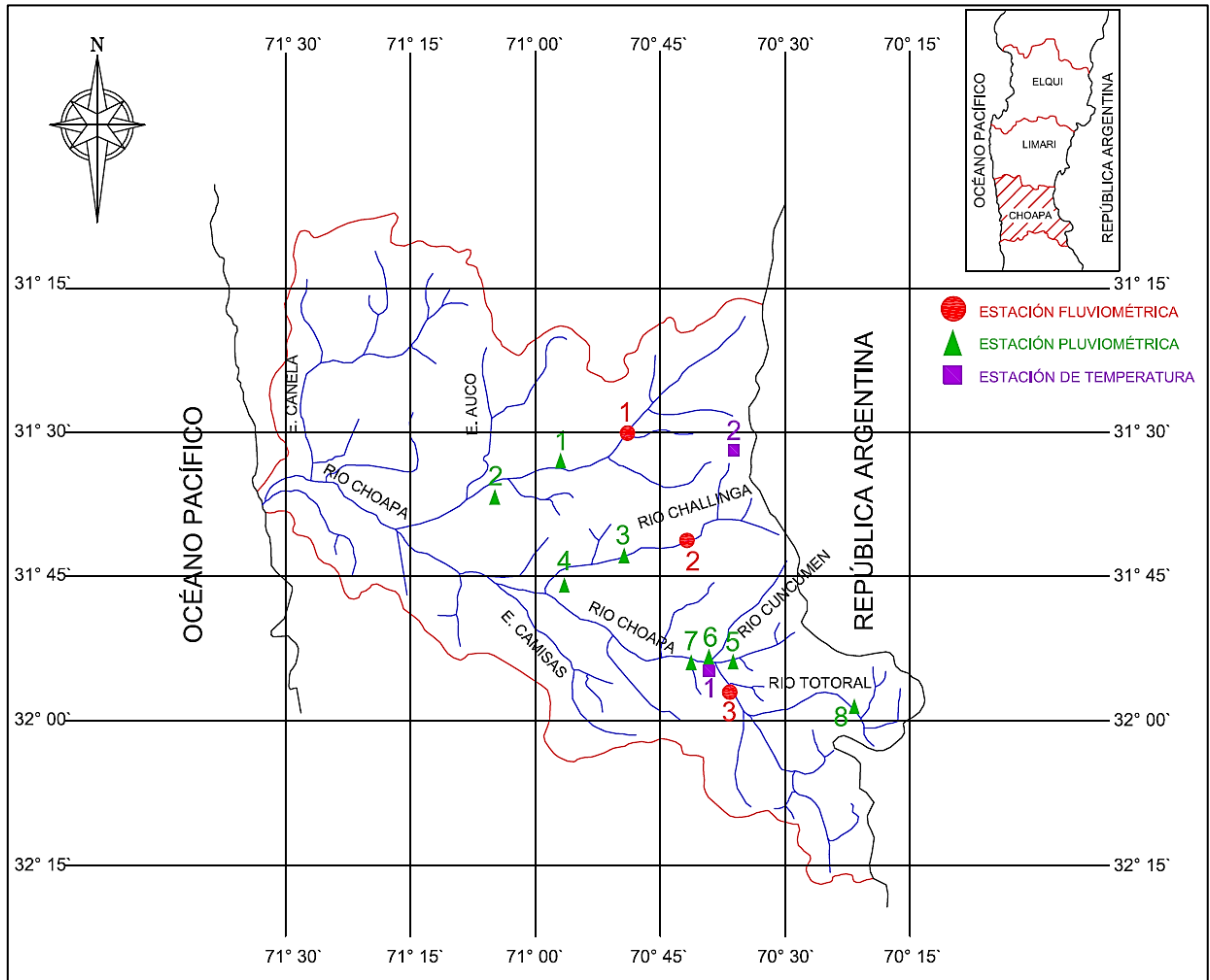 71° 30`
71° 15`
71° 00`
70° 45`
70° 30`
70° 15`
N
OCÉANO PACÍFICO
ELQUI
LIMARI
CHOAPA
REPÚBLICA ARGENTINA
31° 15`
31° 15`
ESTACIÓN FLUVIOMÉTRICA
ESTACIÓN PLUVIOMÉTRICA
ESTACIÓN DE TEMPERATURA
E. CANELA
E. AUCO
OCÉANO PACÍFICO
REPÚBLICA ARGENTINA
31° 30`
1
1
2
31° 30`
2
RIO CHOAPA
RIO CHALLINGA
3
2
4
31° 45`
31° 45`
RIO CUNCUMEN
RIO CHOAPA
E. CAMISAS
7
6
5
1
RIO TOTORAL
3
8
32° 00`
32° 00`
32° 15`
32° 15`
71° 30`
71° 15`
71° 00`
70° 45`
70° 30`
70° 15`